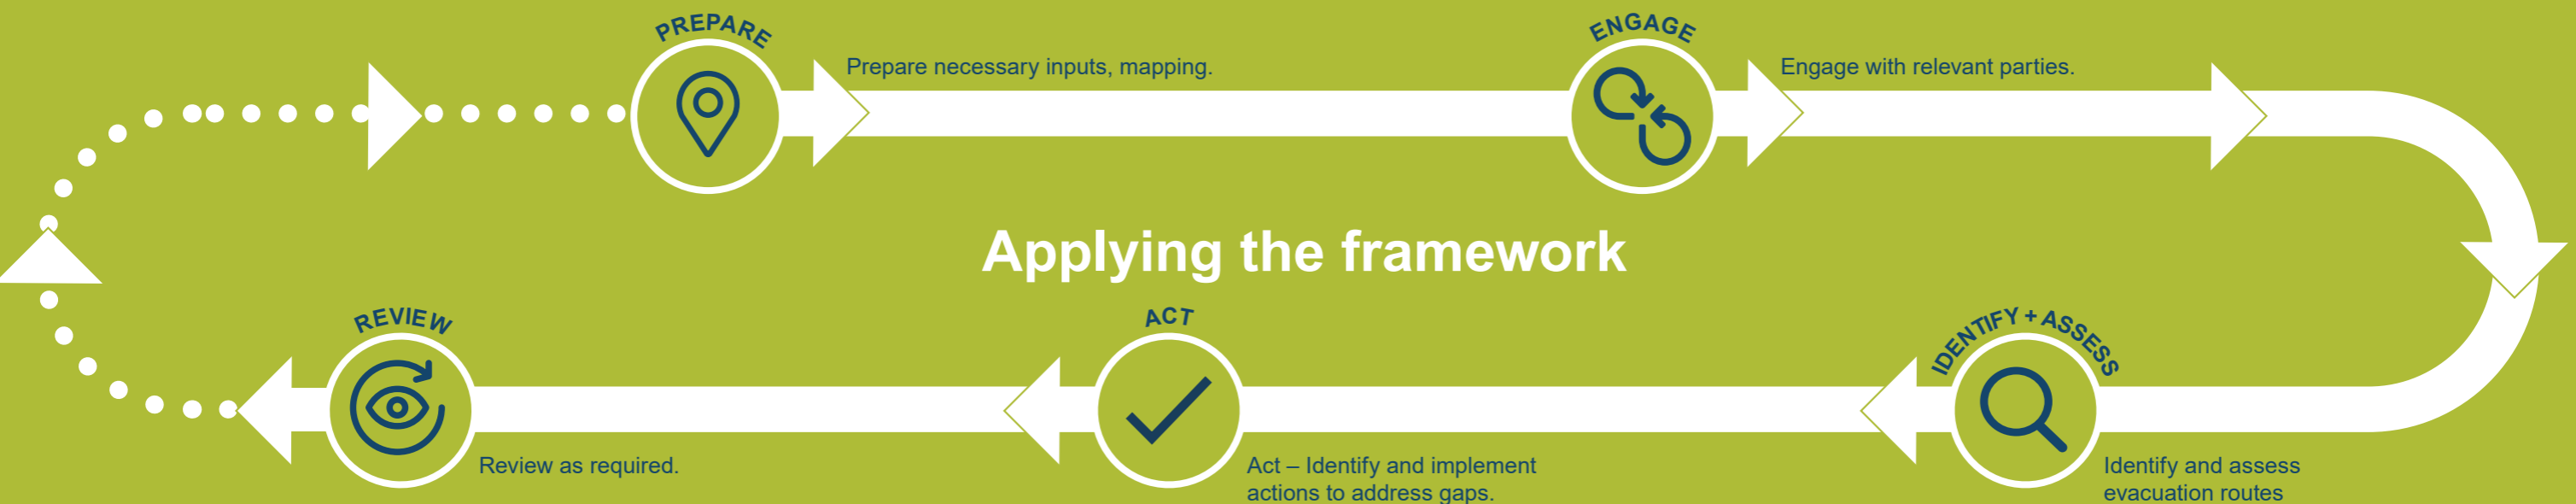 PREPARE
Prepare necessary inputs, mapping.
ENGAGE
Engage with relevant parties.
Applying the framework
REVIEW
Review as required.
ACT
Act – Identify and implement
actions to address gaps.
IDENTIFY + ASSESS
Identify and assess
evacuation routes